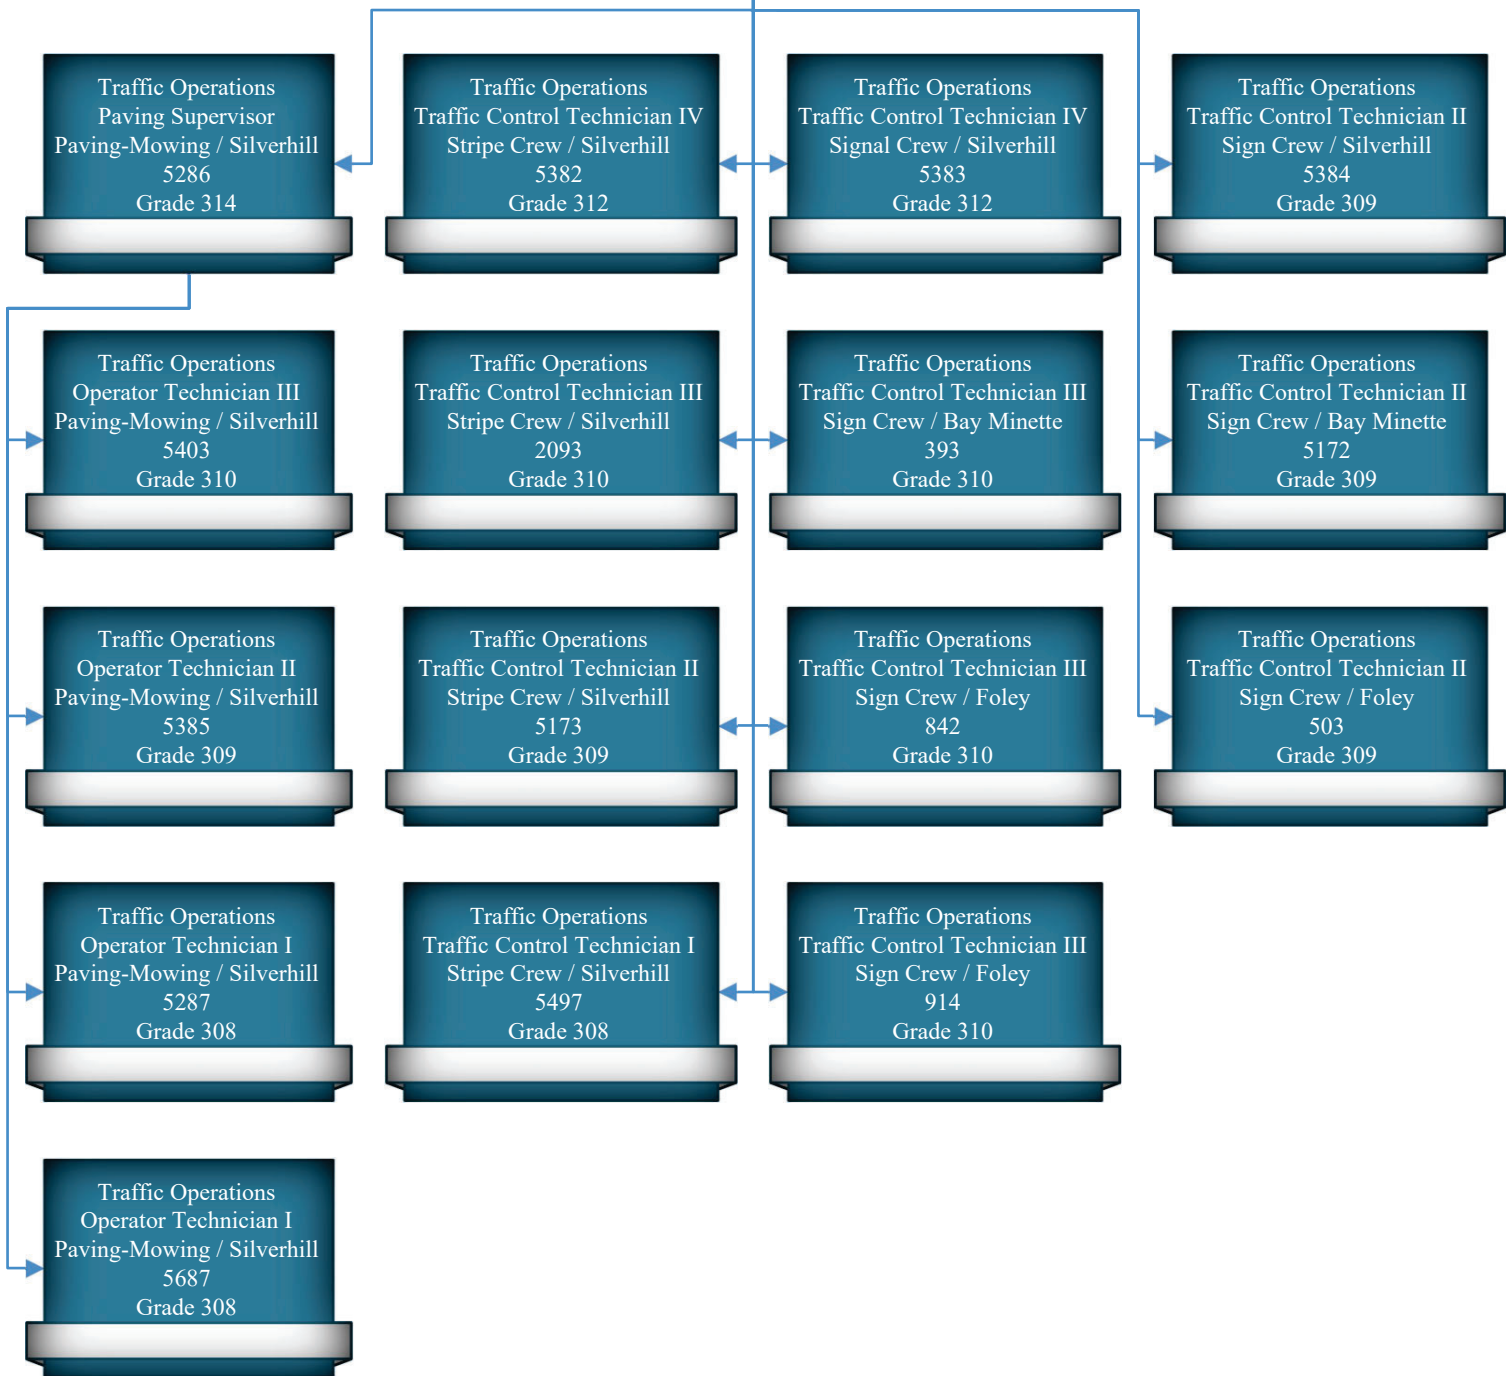 Traffic Operations
Paving Supervisor
Paving-Mowing / Silverhill
5286
Grade 314
Traffic Operations
Traffic Control Technician IV
Stripe Crew / Silverhill
5382
Grade 312
Traffic Operations
Traffic Control Technician IV
Signal Crew / Silverhill
5383
Grade 312
Traffic Operations
Traffic Control Technician II
Sign Crew / Silverhill
5384
Grade 309
Traffic Operations
Operator Technician III
Paving-Mowing / Silverhill
5403
Grade 310
Traffic Operations
Traffic Control Technician III
Stripe Crew / Silverhill
2093
Grade 310
Traffic Operations
Traffic Control Technician III
Sign Crew / Bay Minette
393
Grade 310
Traffic Operations
Traffic Control Technician II
Sign Crew / Bay Minette
5172
Grade 309
Traffic Operations
Operator Technician II
Paving-Mowing / Silverhill
5385
Grade 309
Traffic Operations
Traffic Control Technician II
Stripe Crew / Silverhill
5173
Grade 309
Traffic Operations
Traffic Control Technician III
Sign Crew / Foley
842
Grade 310
Traffic Operations
Traffic Control Technician II
Sign Crew / Foley
503
Grade 309
Traffic Operations
Operator Technician I
Paving-Mowing / Silverhill
5287
Grade 308
Traffic Operations
Traffic Control Technician I
Stripe Crew / Silverhill
5497
Grade 308
Traffic Operations
Traffic Control Technician III
Sign Crew / Foley
914
Grade 310
Traffic Operations
Operator Technician I
Paving-Mowing / Silverhill
5687
Grade 308